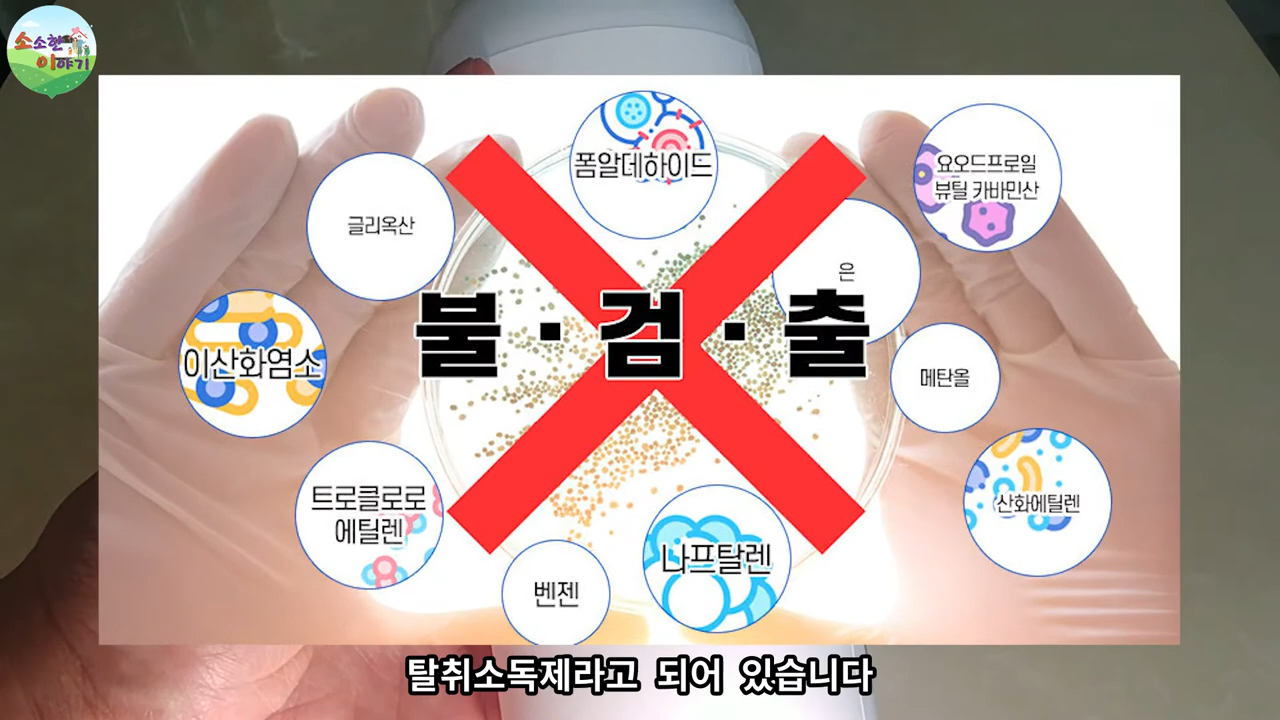 소소한
이야기
폼알데하이드
요오드프로일
뷰틸 카바민산
글리옥산
은
불·검·출
이산화염소
메탄올
트로클로로
에틸렌
산화에틸렌
나프탈렌
벤젠
탈취소독제라고 되어 있습니다